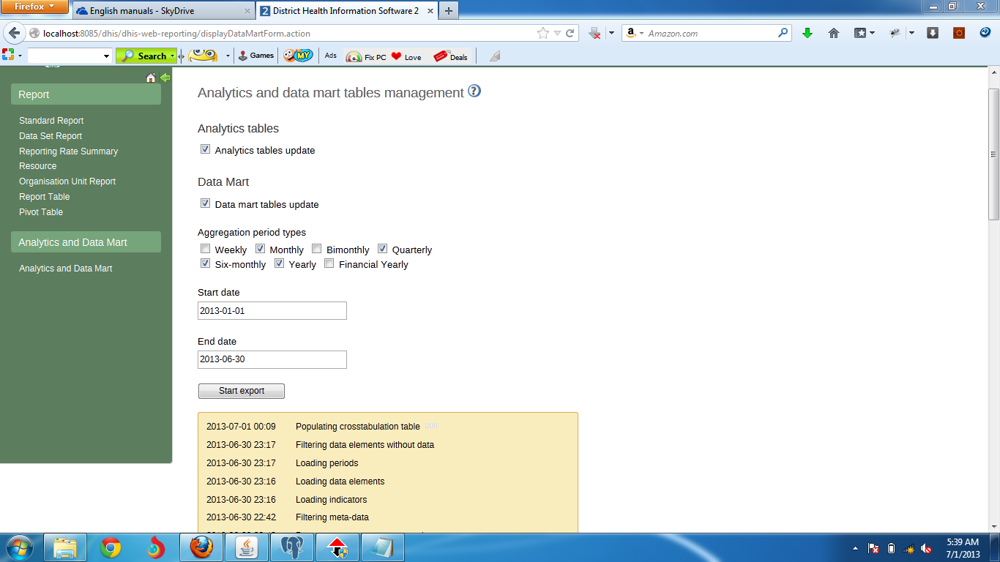 Firefox
English manuals - SkyDrive
District Health Information Software 2
localhost:8085/dhis/dhis-web-reporting/displayDataMartForm.action
Amazon.com
Search
Games
MY
Ads
Fix PC
Love
Deals
Report
Standard Report
Data Set Report
Reporting Rate Summary
Resource
Organisation Unit Report
Report Table
Pivot Table
Analytics and Data Mart
Analytics and Data Mart
Analytics and data mart tables management ?
Analytics tables
Analytics tables update
Data Mart
Data mart tables update
Aggregation period types
Weekly Monthly Bimonthly Quarterly
Six-monthly Yearly Financial Yearly
Start date
2013-01-01
End date
2013-06-30
Start export
2013-07-01 00:09 Populating crosstabulation table
2013-06-30 23:17 Filtering data elements without data
2013-06-30 23:17 Loading periods
2013-06-30 23:16 Loading data elements
2013-06-30 23:16 Loading indicators
2013-06-30 22:42 Filtering meta-data
5:39 AM
7/1/2013